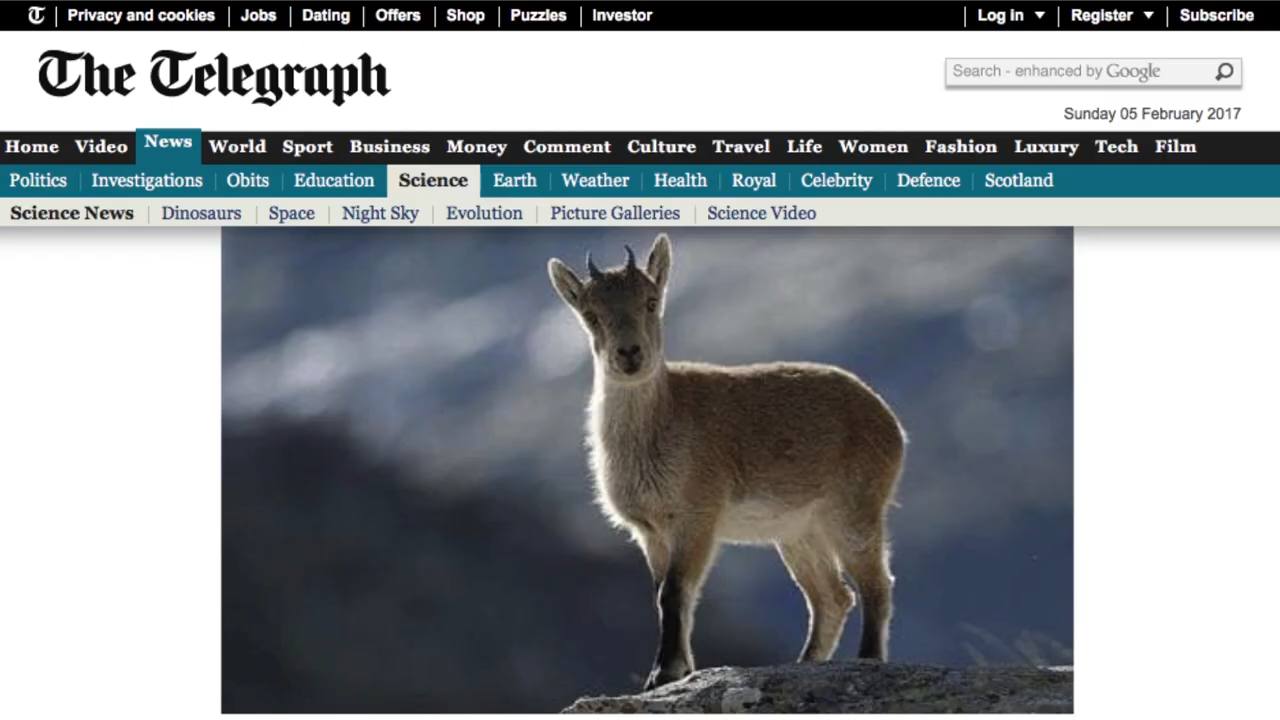 T Privacy and cookies Jobs Dating Offers Shop Puzzles Investor Log in Register Subscribe
The Telegraph
Search - enhanced by Google
Sunday 05 February 2017
Home Video News World Sport Business Money Comment Culture Travel Life Women Fashion Luxury Tech Film
Politics Investigations Obits Education Science Earth Weather Health Royal Celebrity Defence Scotland
Science News Dinosaurs Space Night Sky Evolution Picture Galleries Science Video